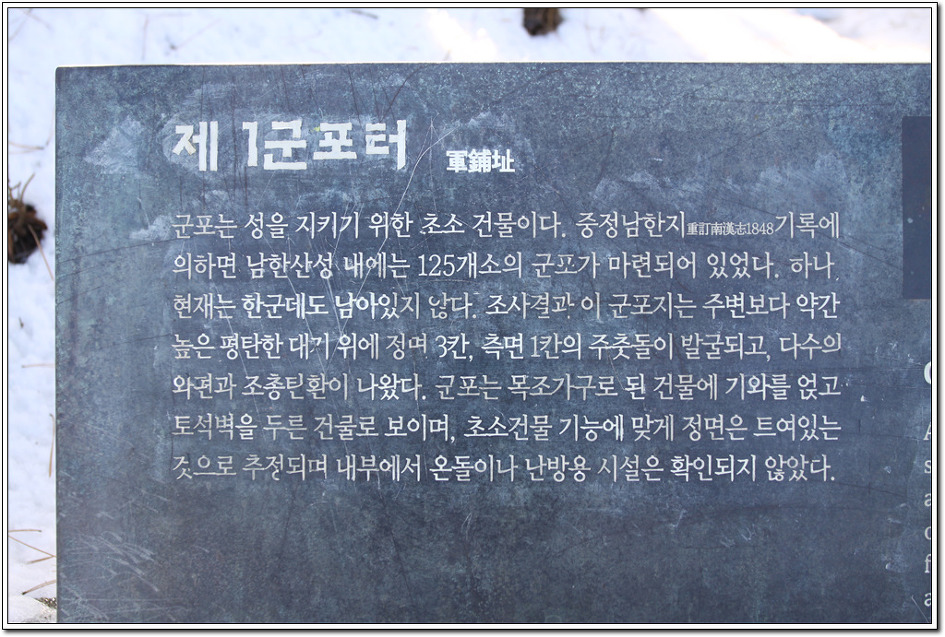 제 1군포터 軍鋪址
군포는 성을 지키기 위한 초소 건물이다. 중정남한지重訂南漢志1848기록에
의하면 남한산성 내에는 125개소의 군포가 마련되어 있었다. 하나,
현재는 한군데도 남아있지 않다. 조사결과 이 군포지는 주변보다 약간
높은 평탄한 대기 위에 정면 3칸, 측면 1칸의 주춧돌이 발굴되고, 다수의
와편과 조총탄환이 나왔다. 군포는 목조가구로 된 건물에 기와를 얹고
토석벽을 두른 건물로 보이며, 초소건물 기능에 맞게 정면은 트여있는
것으로 추정되며 내부에서 온돌이나 난방용 시설은 확인되지 않았다.